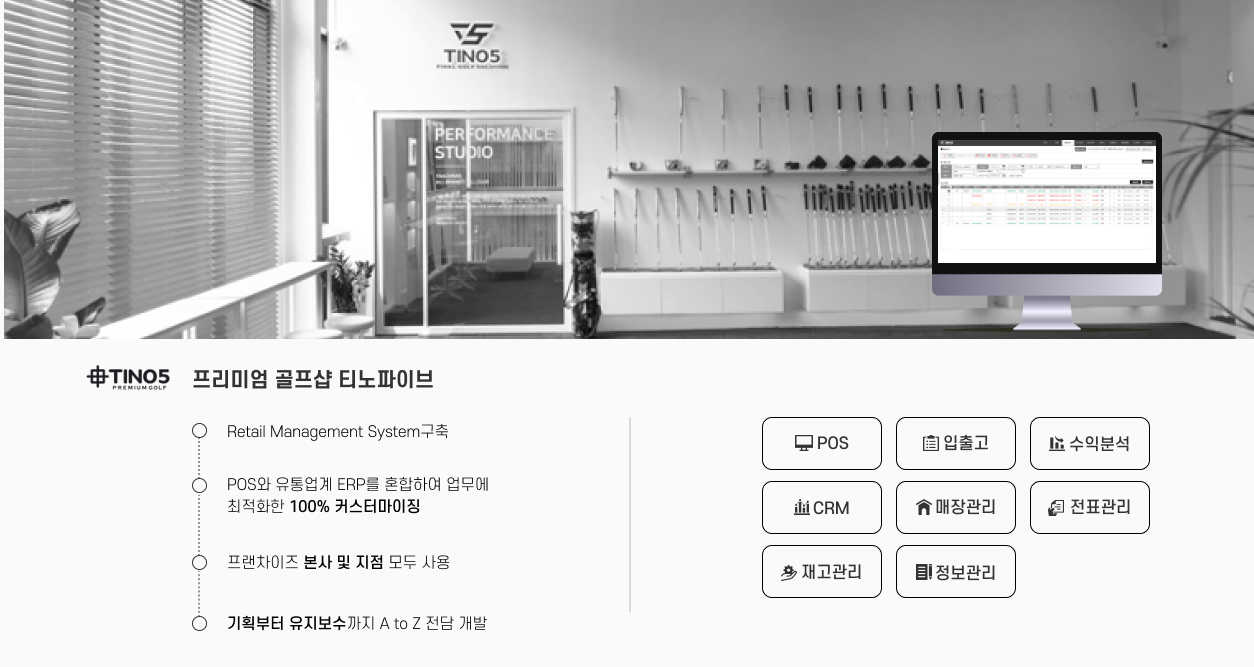 TINO5
PERFORMANCE
STUDIO
TINO5
PREMIUM GOLF
프리미엄 골프샵 티노파이브
Retail Management System구축
POS와 유통업계 ERP를 혼합하여 업무에
최적화한 100% 커스터마이징
프랜차이즈 본사 및 지점 모두 사용
기획부터 유지보수까지 A to Z 전담 개발
POS
입출고
수익분석
CRM
매장관리
전표관리
재고관리
정보관리